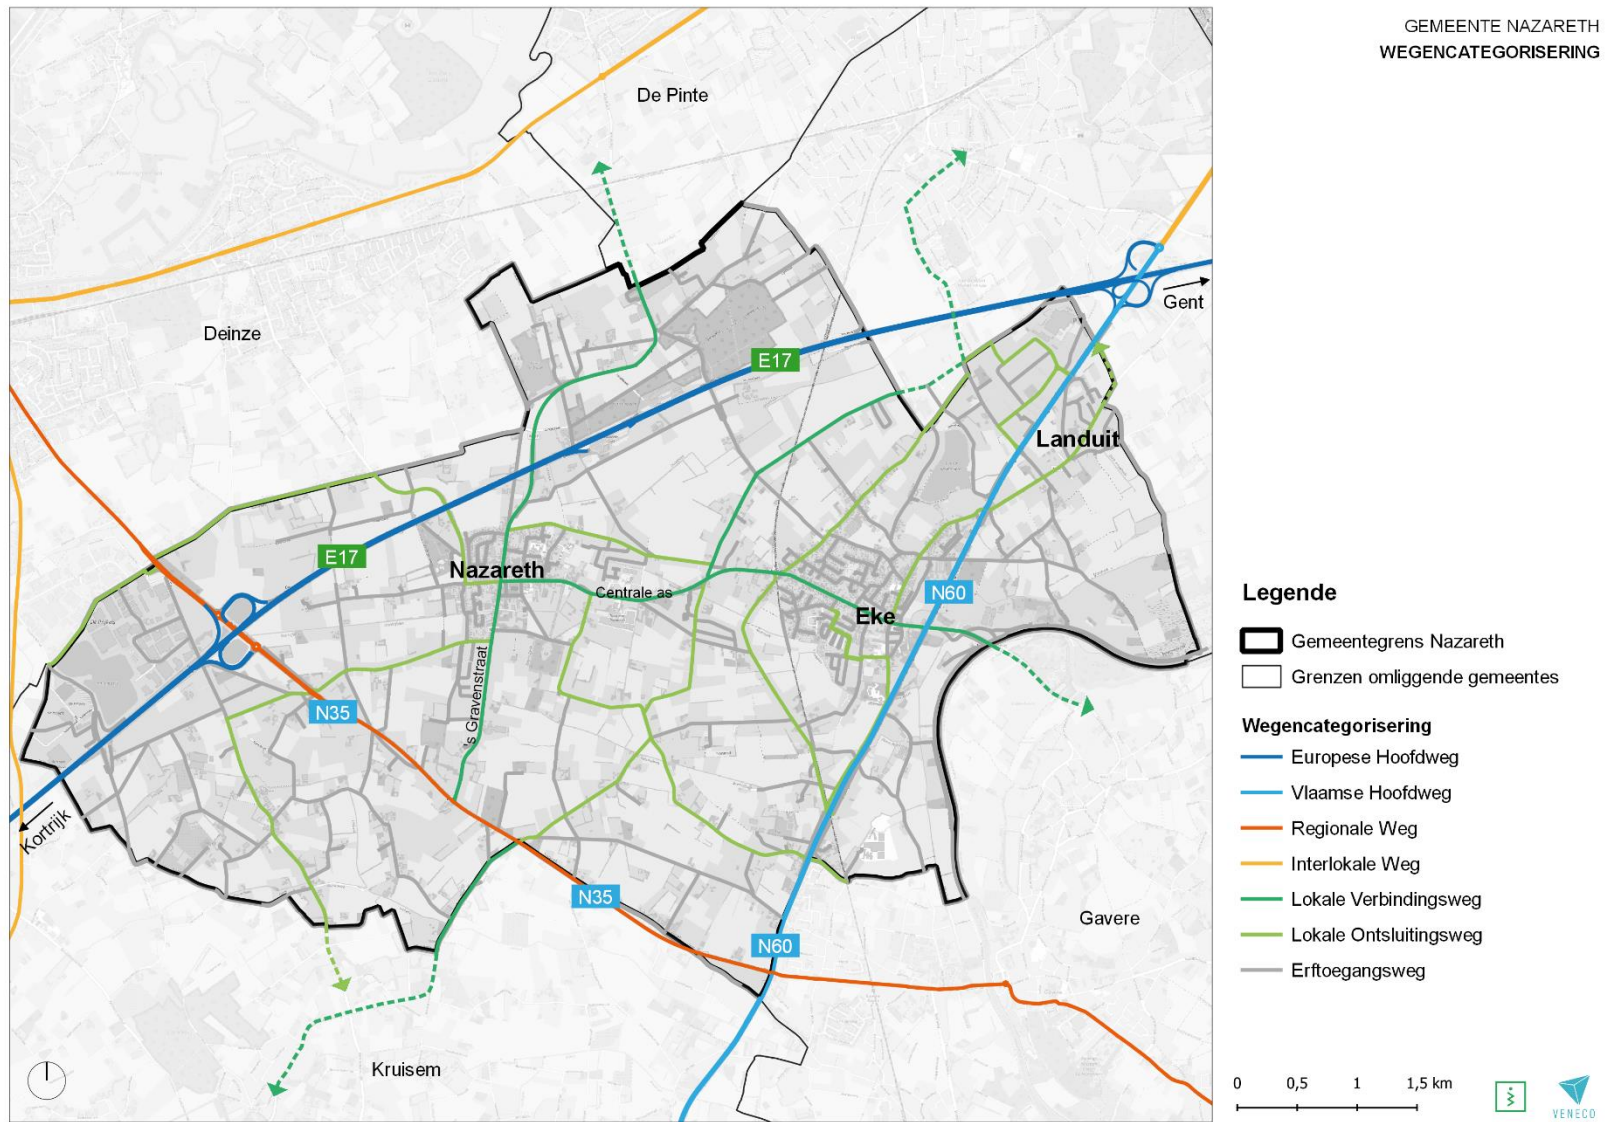 GEMEENTE NAZARETH
WEGENCATEGORISERING
De Pinte
Gent
Deinze
E17
Landuit
E17
Nazareth
Centrale as
N60
Eke
's Gravenstraat
N35
Kortrijk
N35
Gavere
N60
Kruisem
Legende
Gemeentegrens Nazareth
Grenzen omliggende gemeentes
Wegencategorisering
Europese Hoofdweg
Vlaamse Hoofdweg
Regionale Weg
Interlokale Weg
Lokale Verbindingsweg
Lokale Ontsluitingsweg
Erftoegangsweg
0 0,5 1 1,5 km
VENECO